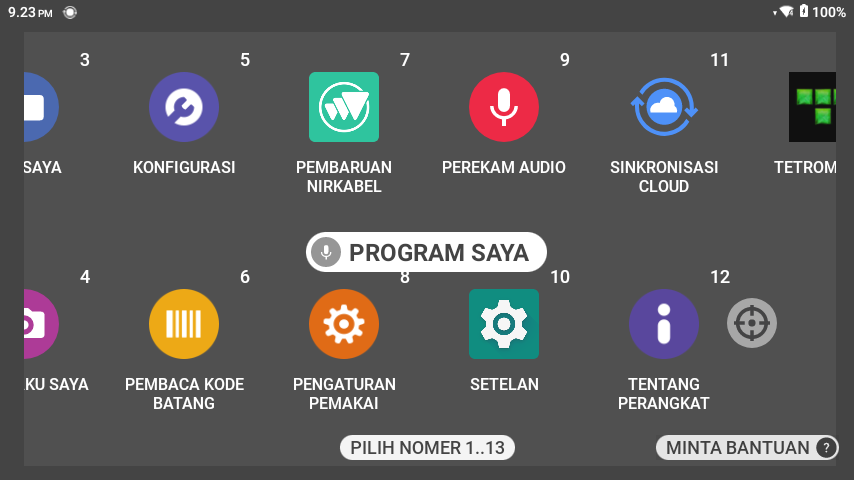 9.23 PM
100%
3
5
7
9
11
SAYA
KONFIGURASI
PEMBARUAN
NIRKABEL
PEREKAM AUDIO
SINKRONISASI
CLOUD
TETROM
PROGRAM SAYA
4
6
8
10
12
KU SAYA
PEMBACA KODE
BATANG
PENGATURAN
PEMAKAI
SETELAN
TENTANG
PERANGKAT
PILIH NOMER 1..13
MINTA BANTUAN ?